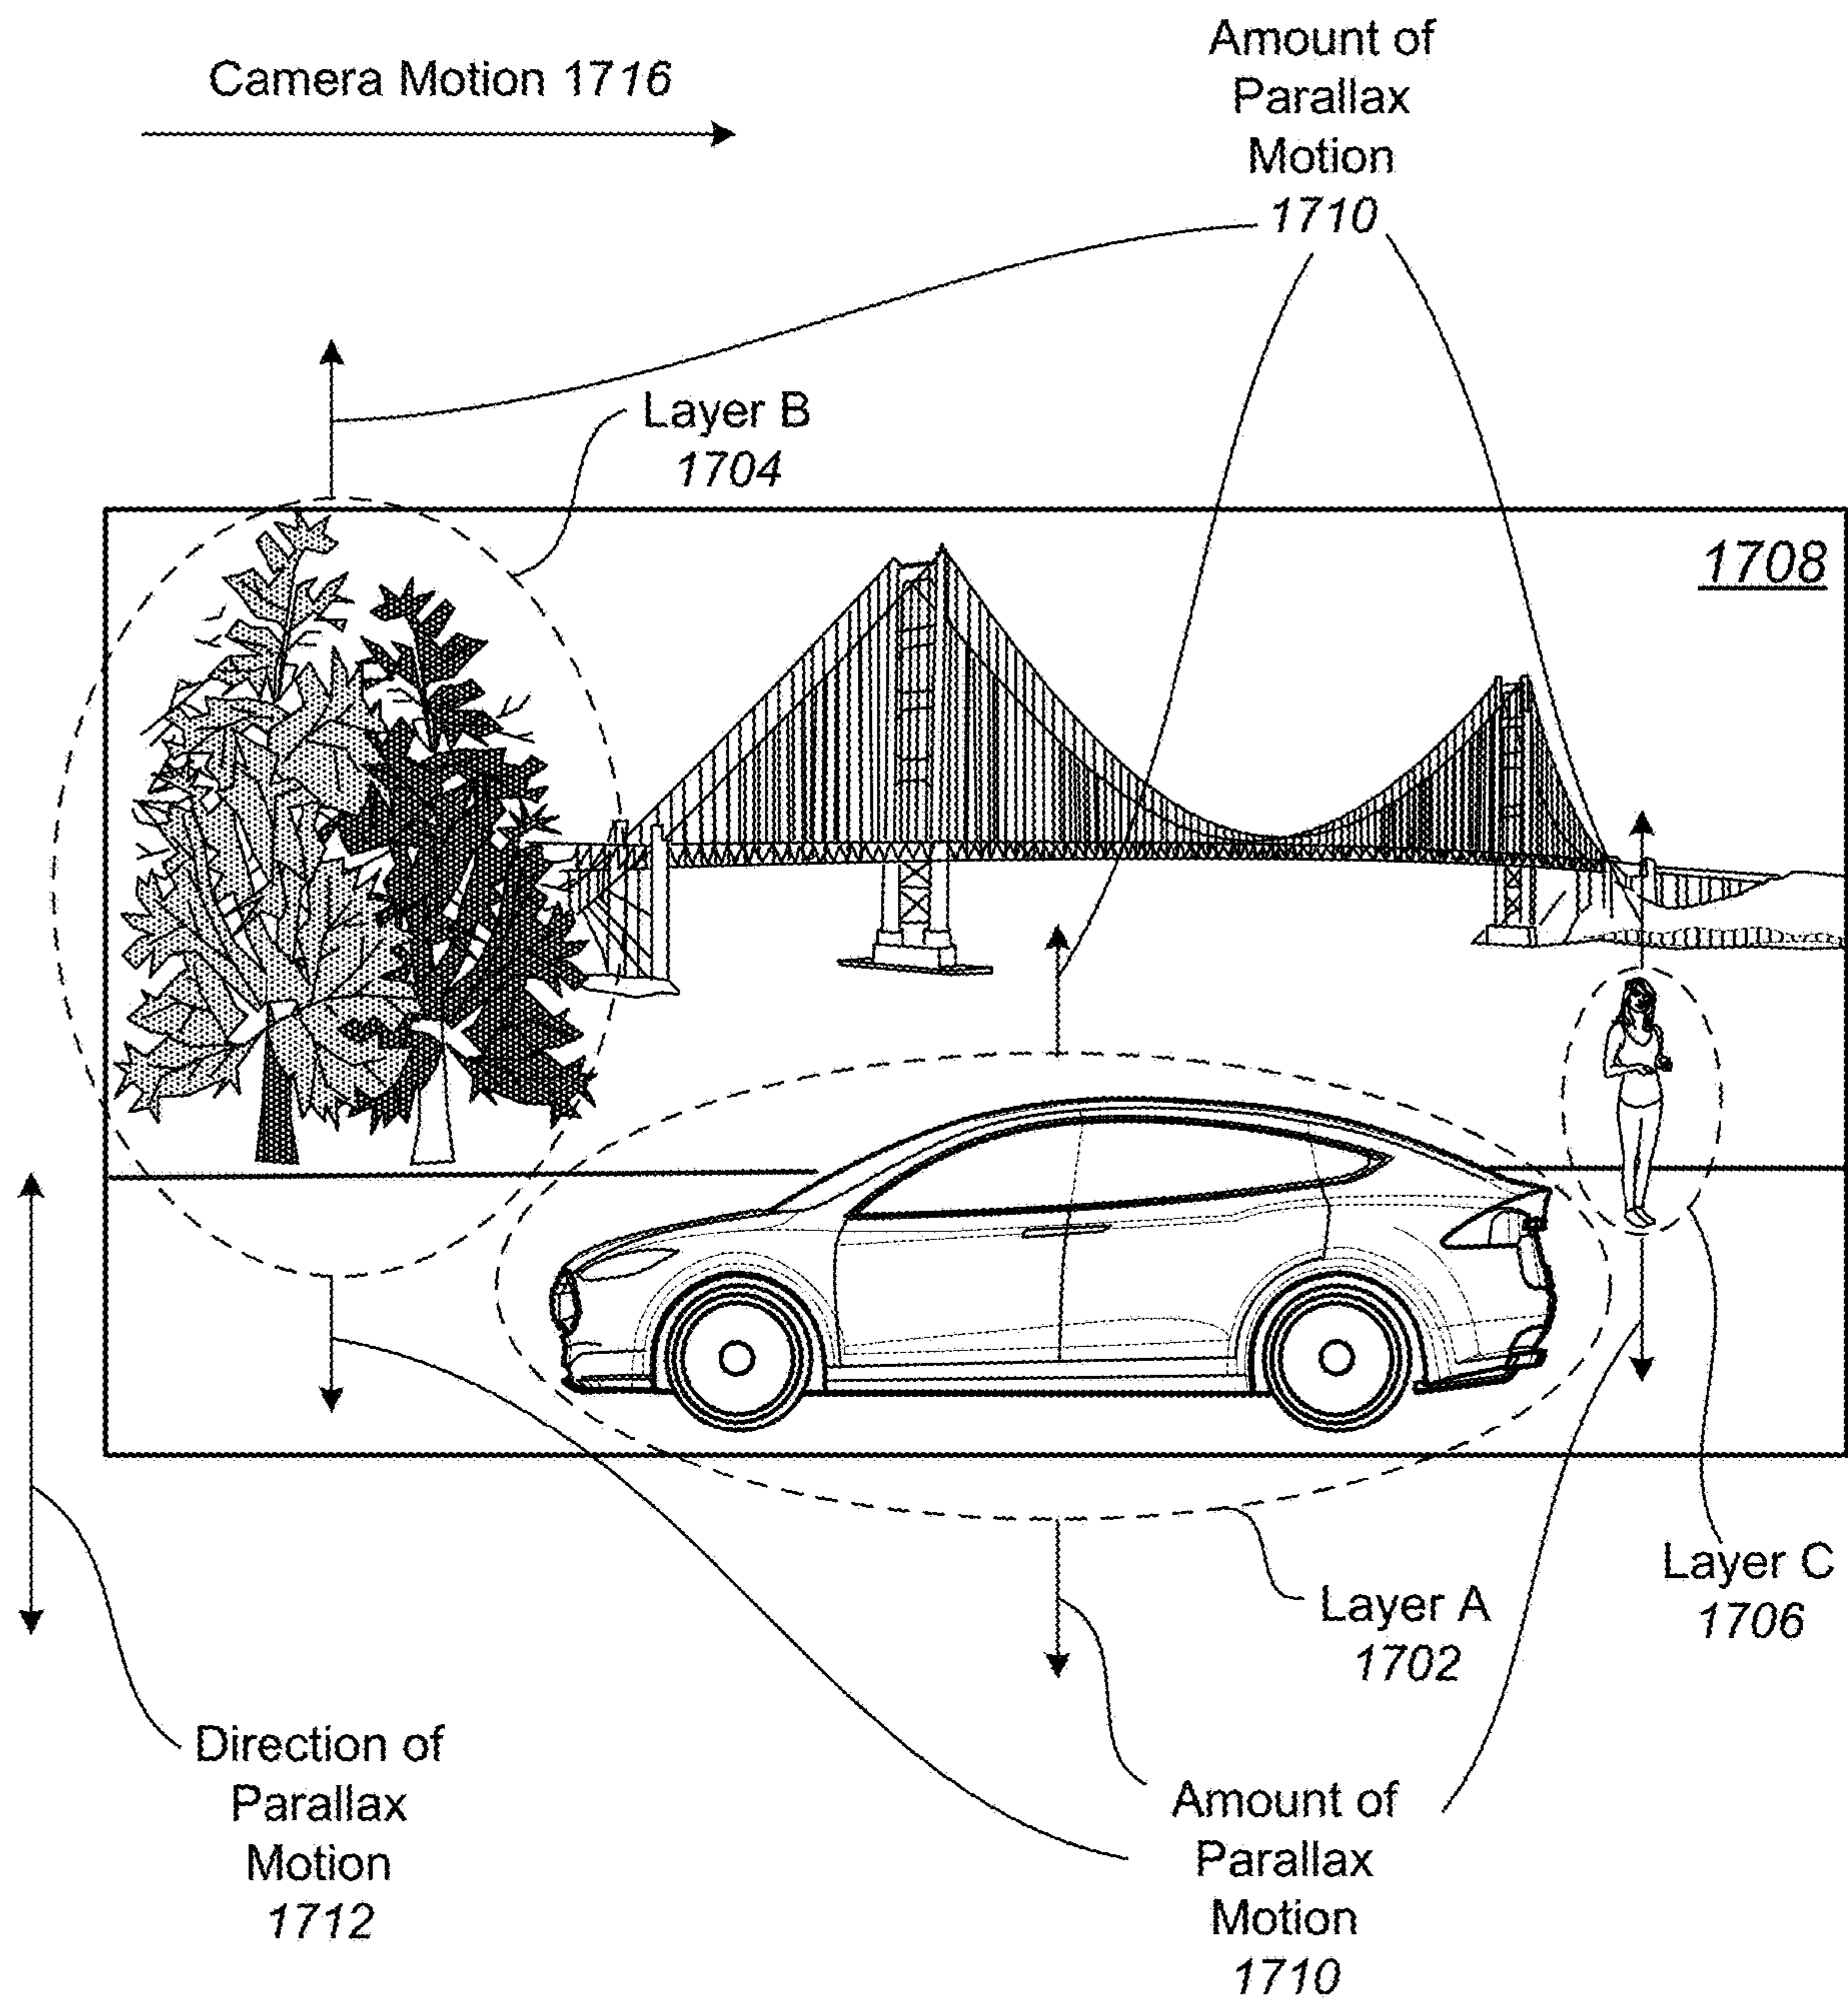 Camera Motion 1716
Amount of
Parallax
Motion
1710
Layer B
1704
1708
Layer C
1706
Layer A
1702
Direction of
Parallax
Motion
1712
Amount of
Parallax
Motion
1710